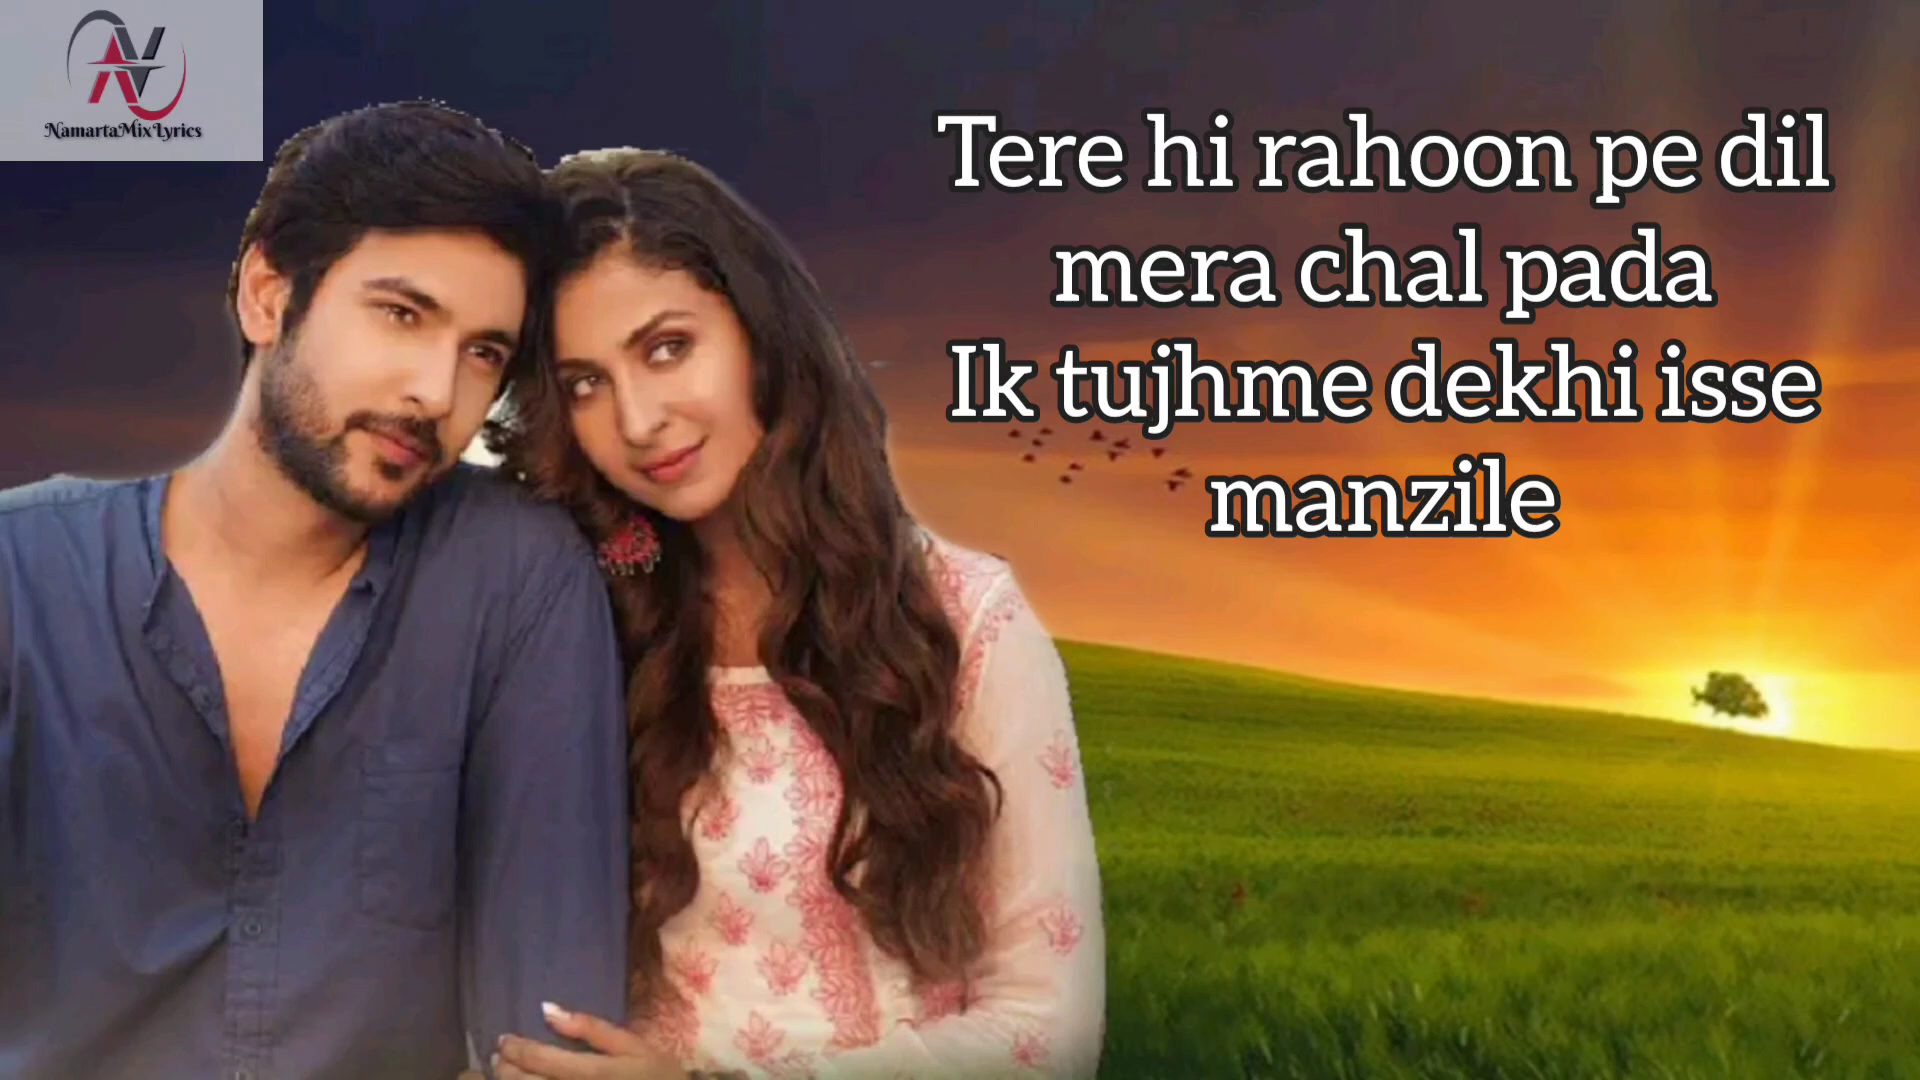 NamartaMixLyrics
Tere hi rahoon pe dil
mera chal pada
Ik tujhme dekhi isse
manzile